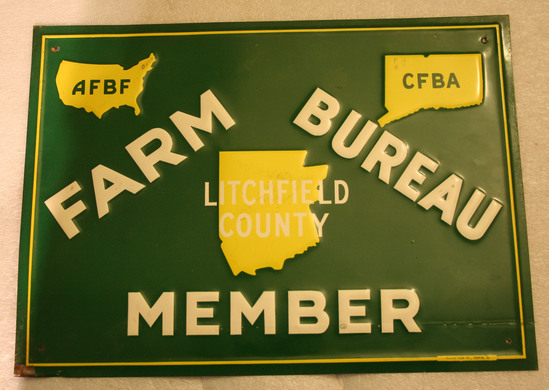 AFBF
CFBA
FARM BUREAU
LITCHFIELD
COUNTY
MEMBER